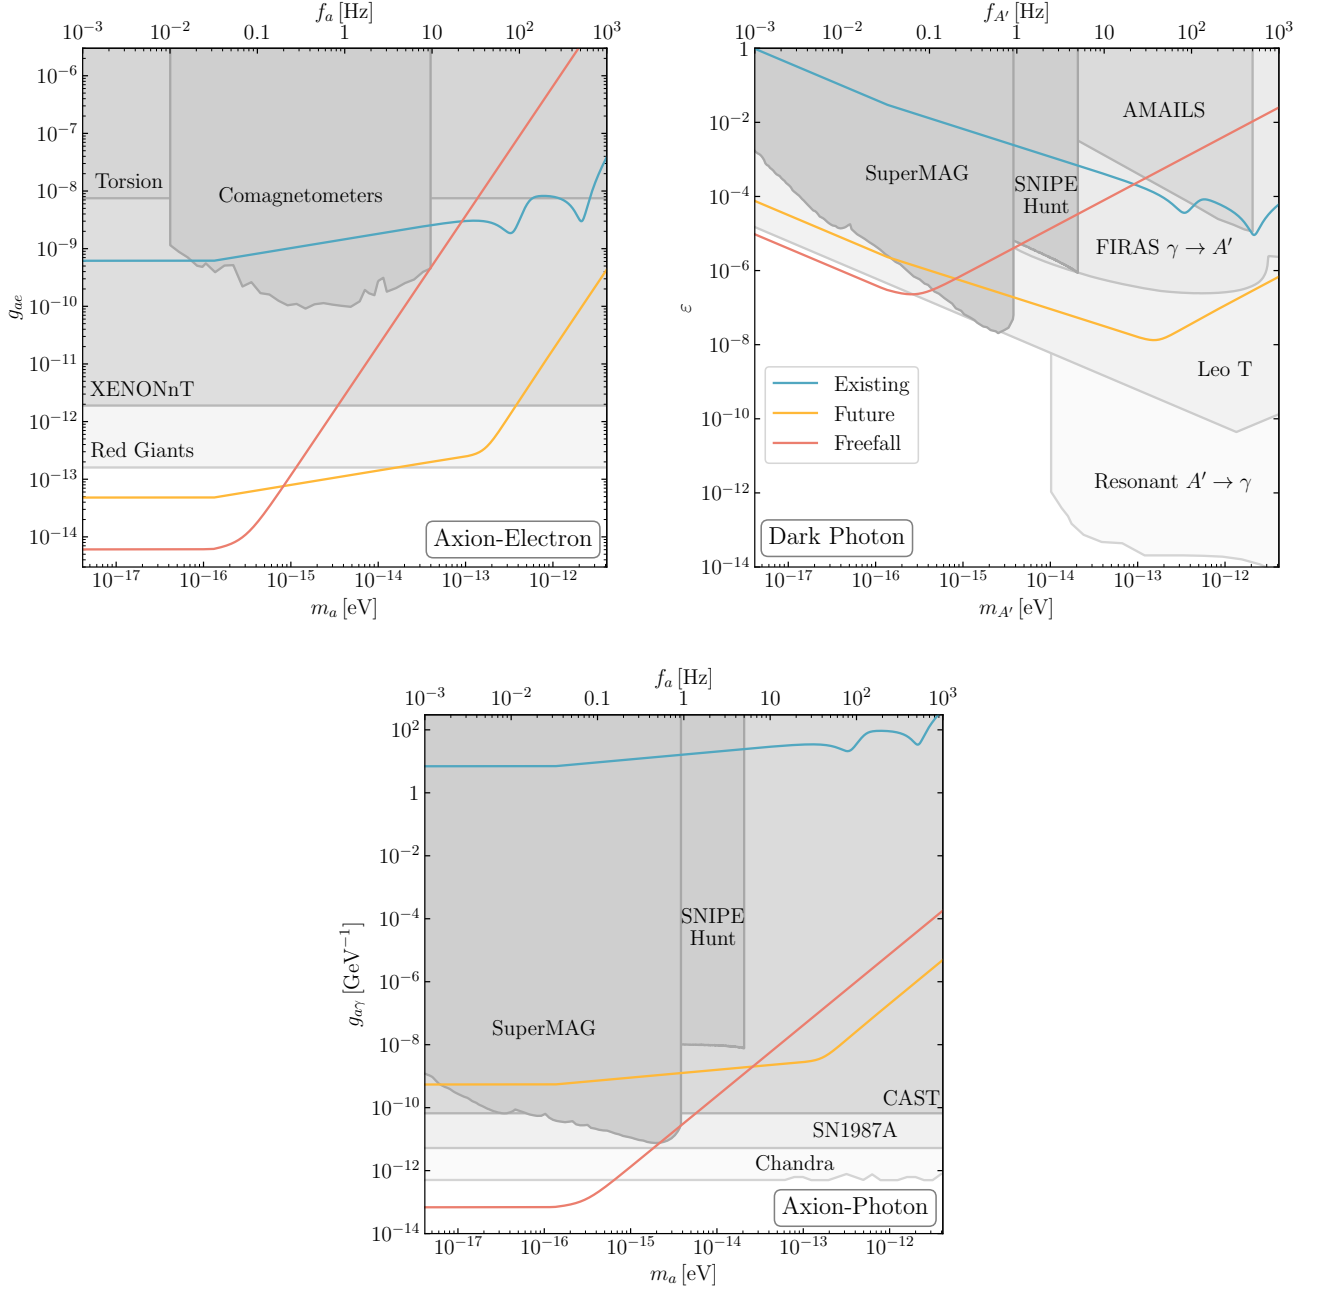 f_a [Hz]
10^{-3} 10^{-2} 0.1 1 10 10^2 10^3
10^{-6}
10^{-7}
10^{-8}
10^{-9}
10^{-10}
10^{-11}
10^{-12}
10^{-13}
10^{-14}
g_{ae}
Torsion
Comagnetometers
XENONnT
Red Giants
Axion-Electron
10^{-17} 10^{-16} 10^{-15} 10^{-14} 10^{-13} 10^{-12}
m_a [eV]
f_{A′} [Hz]
10^{-3} 10^{-2} 0.1 1 10 10^2 10^3
1
10^{-2}
10^{-4}
10^{-6}
10^{-8}
10^{-10}
10^{-12}
10^{-14}
ε
AMAILS
SuperMAG
SNIPE
Hunt
FIRAS γ → A′
Leo T
Existing
Future
Freefall
Resonant A′ → γ
Dark Photon
10^{-17} 10^{-16} 10^{-15} 10^{-14} 10^{-13} 10^{-12}
m_{A′} [eV]
f_a [Hz]
10^{-3} 10^{-2} 0.1 1 10 10^2 10^3
10^2
1
10^{-2}
10^{-4}
10^{-6}
10^{-8}
10^{-10}
10^{-12}
10^{-14}
g_{aγ} [GeV^{-1}]
SNIPE
Hunt
SuperMAG
CAST
SN1987A
Chandra
Axion-Photon
10^{-17} 10^{-16} 10^{-15} 10^{-14} 10^{-13} 10^{-12}
m_a [eV]